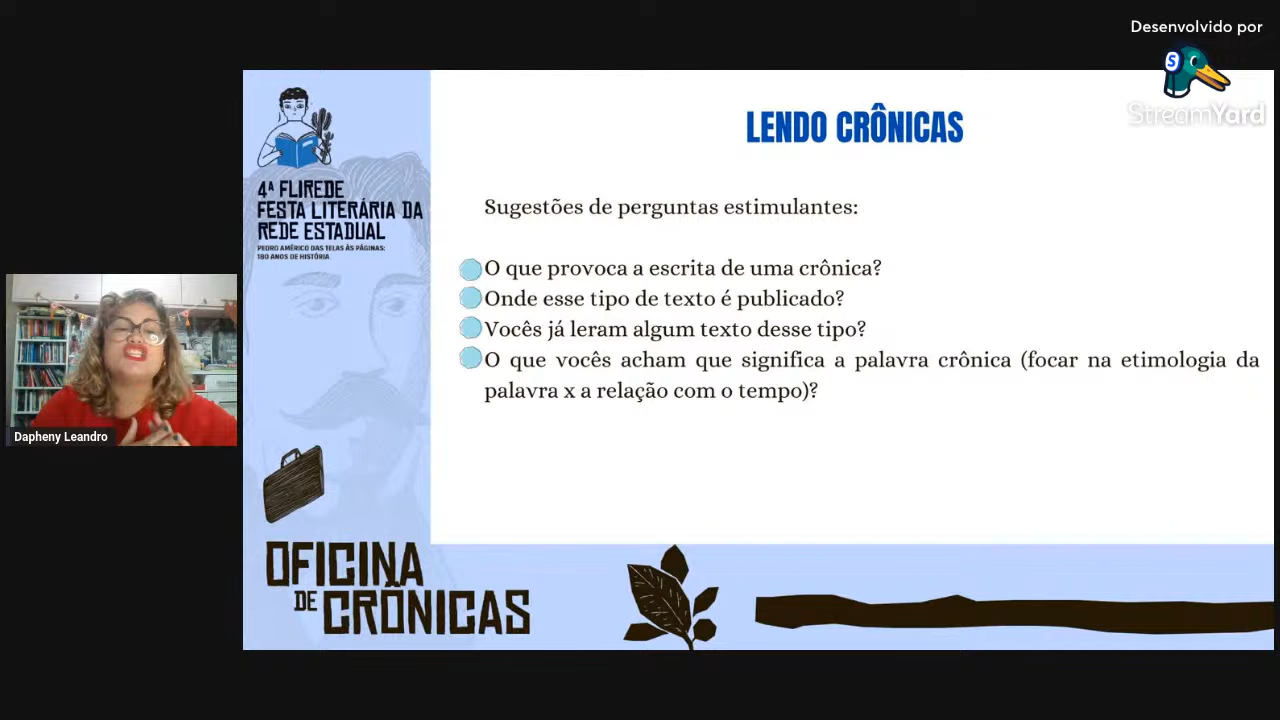 Desenvolvido por
S
StreamYard
LENDO CRÔNICAS
4ª FLIREDE
FESTA LITERÁRIA DA
REDE ESTADUAL
PEDRO AMÉRICO DAS TELAS ÀS PÁGINAS:
180 ANOS DE HISTÓRIA
Sugestões de perguntas estimulantes:
O que provoca a escrita de uma crônica?
Onde esse tipo de texto é publicado?
Vocês já leram algum texto desse tipo?
O que vocês acham que significa a palavra crônica (focar na etimologia da
palavra x a relação com o tempo)?
Dapheny Leandro
OFICINA
DE CRÔNICAS